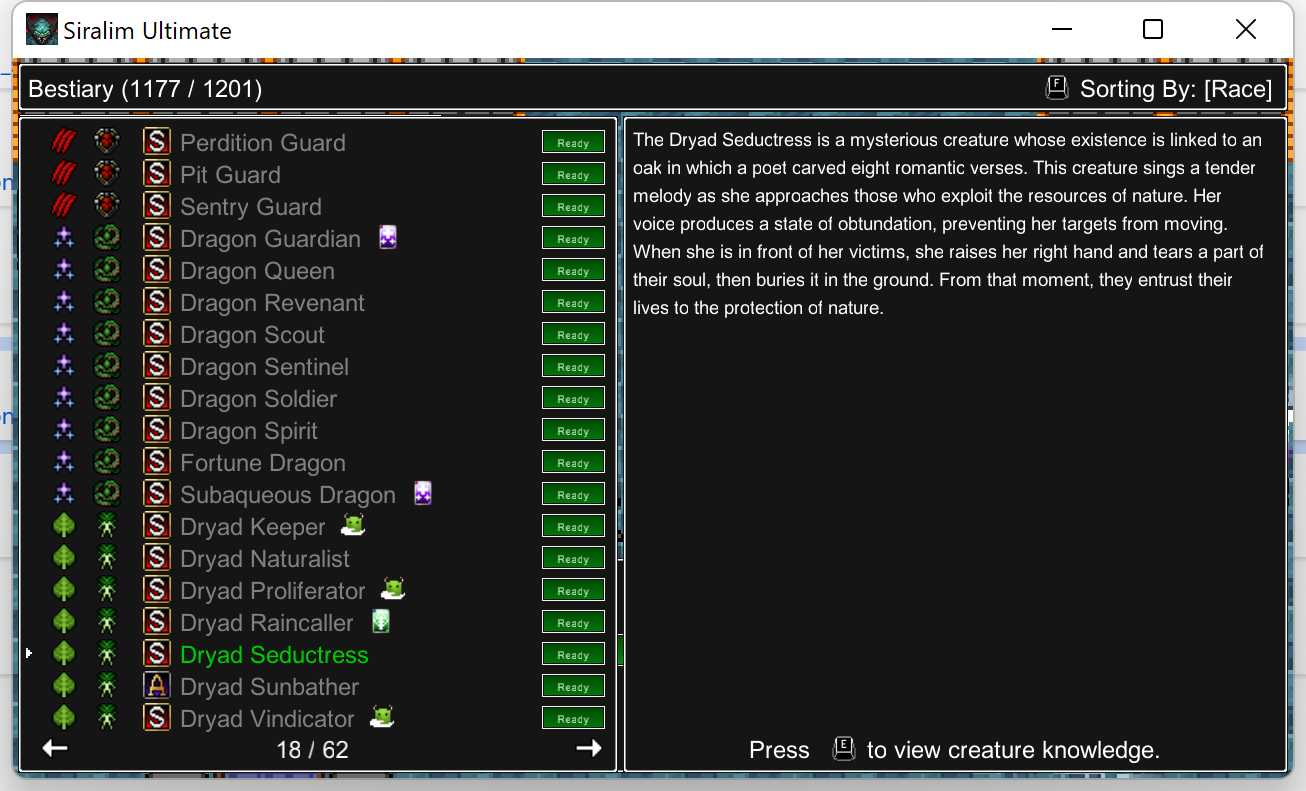 Siralim Ultimate
Bestiary (1177 / 1201)
F Sorting By: [Race]
S Perdition Guard Ready
S Pit Guard Ready
S Sentry Guard Ready
S Dragon Guardian Ready
S Dragon Queen Ready
S Dragon Revenant Ready
S Dragon Scout Ready
S Dragon Sentinel Ready
S Dragon Soldier Ready
S Dragon Spirit Ready
S Fortune Dragon Ready
S Subaqueous Dragon Ready
S Dryad Keeper Ready
S Dryad Naturalist Ready
S Dryad Proliferator Ready
S Dryad Raincaller Ready
S Dryad Seductress Ready
A Dryad Sunbather Ready
S Dryad Vindicator Ready
18 / 62
The Dryad Seductress is a mysterious creature whose existence is linked to an
oak in which a poet carved eight romantic verses. This creature sings a tender
melody as she approaches those who exploit the resources of nature. Her
voice produces a state of obtundation, preventing her targets from moving.
When she is in front of her victims, she raises her right hand and tears a part of
their soul, then buries it in the ground. From that moment, they entrust their
lives to the protection of nature.
Press E to view creature knowledge.